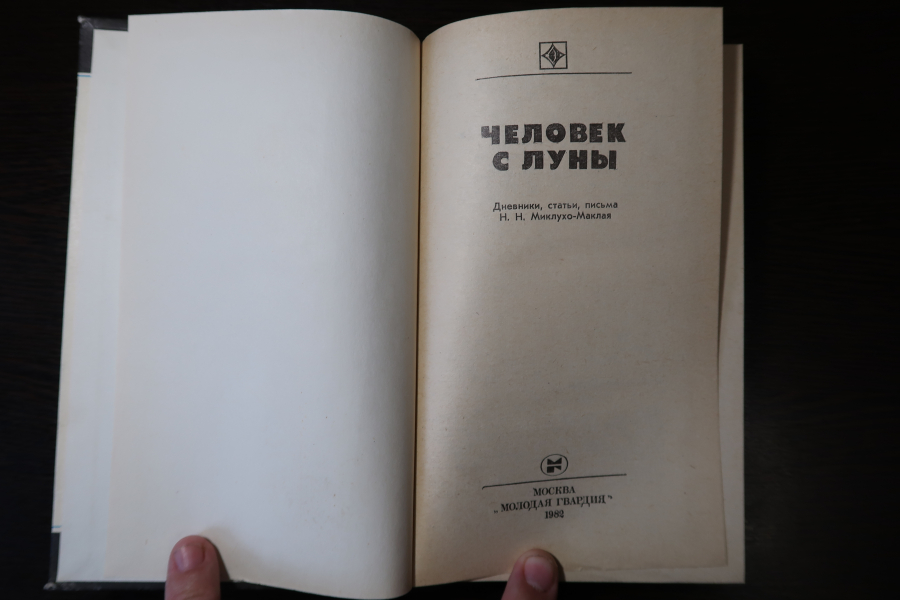 ЧЕЛОВЕК
С ЛУНЫ
Дневники, статьи, письма
Н. Н. Миклухо-Маклая
МОСКВА
„МОЛОДАЯ ГВАРДИЯ“
1982